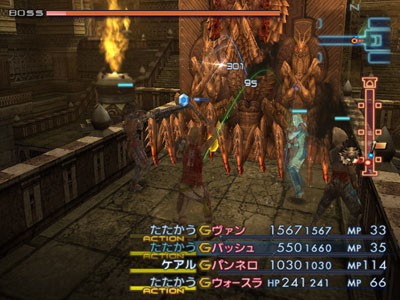 BOSS
N
301
95
たたかう Gヴァン 1567 1567 MP 33
ACTION
たたかう Gバッシュ 550 1660 MP 35
ACTION
ケアル Gパンネロ 1030 1030 MP 114
たたかう Gウォースラ HP 241 241 MP 66
ACTION